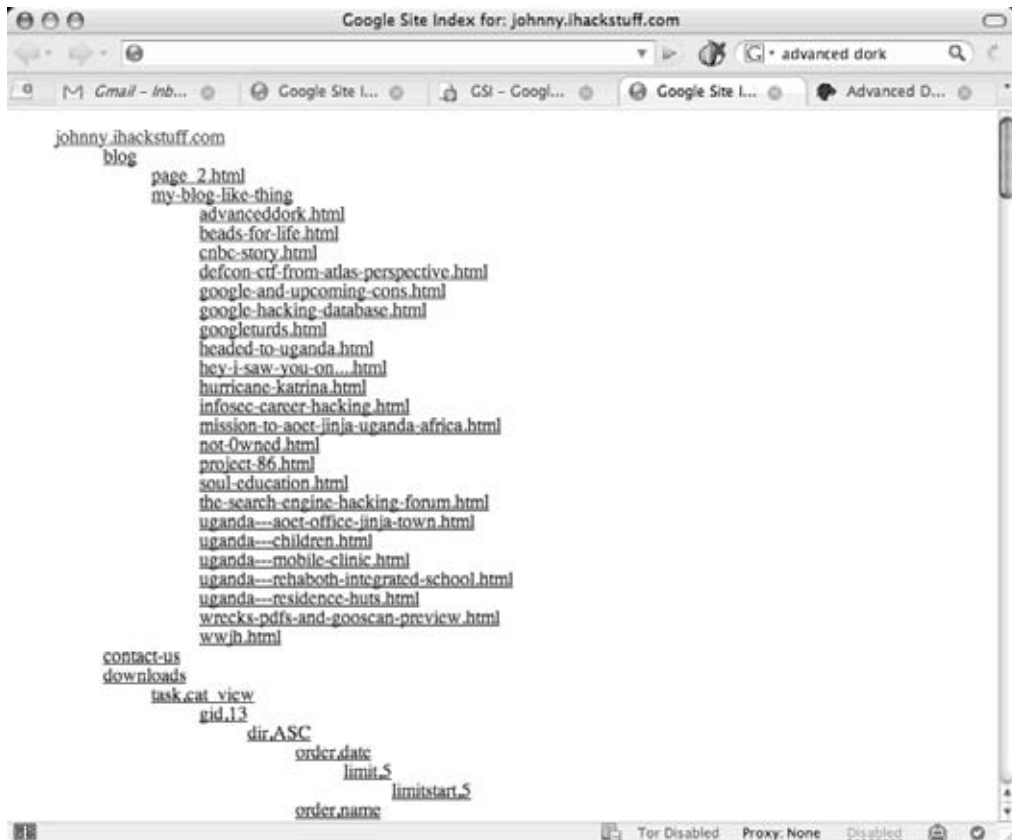 Google Site Index for: johnny.ihackstuff.com
G advanced dork
Gmail - Inb...
Google Site I...
GSI - Googl...
Google Site I...
Advanced D...
johnny.ihackstuff.com
blog
page_2.html
my-blog-like-thing
advanceddork.html
beads-for-life.html
cnbc-story.html
defcon-ctf-from-atlas-perspective.html
google-and-upcoming-cons.html
google-hacking-database.html
googleturds.html
headed-to-uganda.html
hey-i-saw-you-on....html
hurricane-katrina.html
infosec-career-hacking.html
mission-to-aoet-jinja-uganda-africa.html
not-0wned.html
project-86.html
soul-education.html
the-search-engine-hacking-forum.html
uganda---aoet-office-jinja-town.html
uganda---children.html
uganda---mobile-clinic.html
uganda---rehaboth-integrated-school.html
uganda---residence-huts.html
wrecks-pdfs-and-gooscan-preview.html
wwjh.html
contact-us
downloads
task,cat_view
gid,13
dir,ASC
order,date
limit,5
limitstart,5
order,name
Tor Disabled Proxy: None Disabled